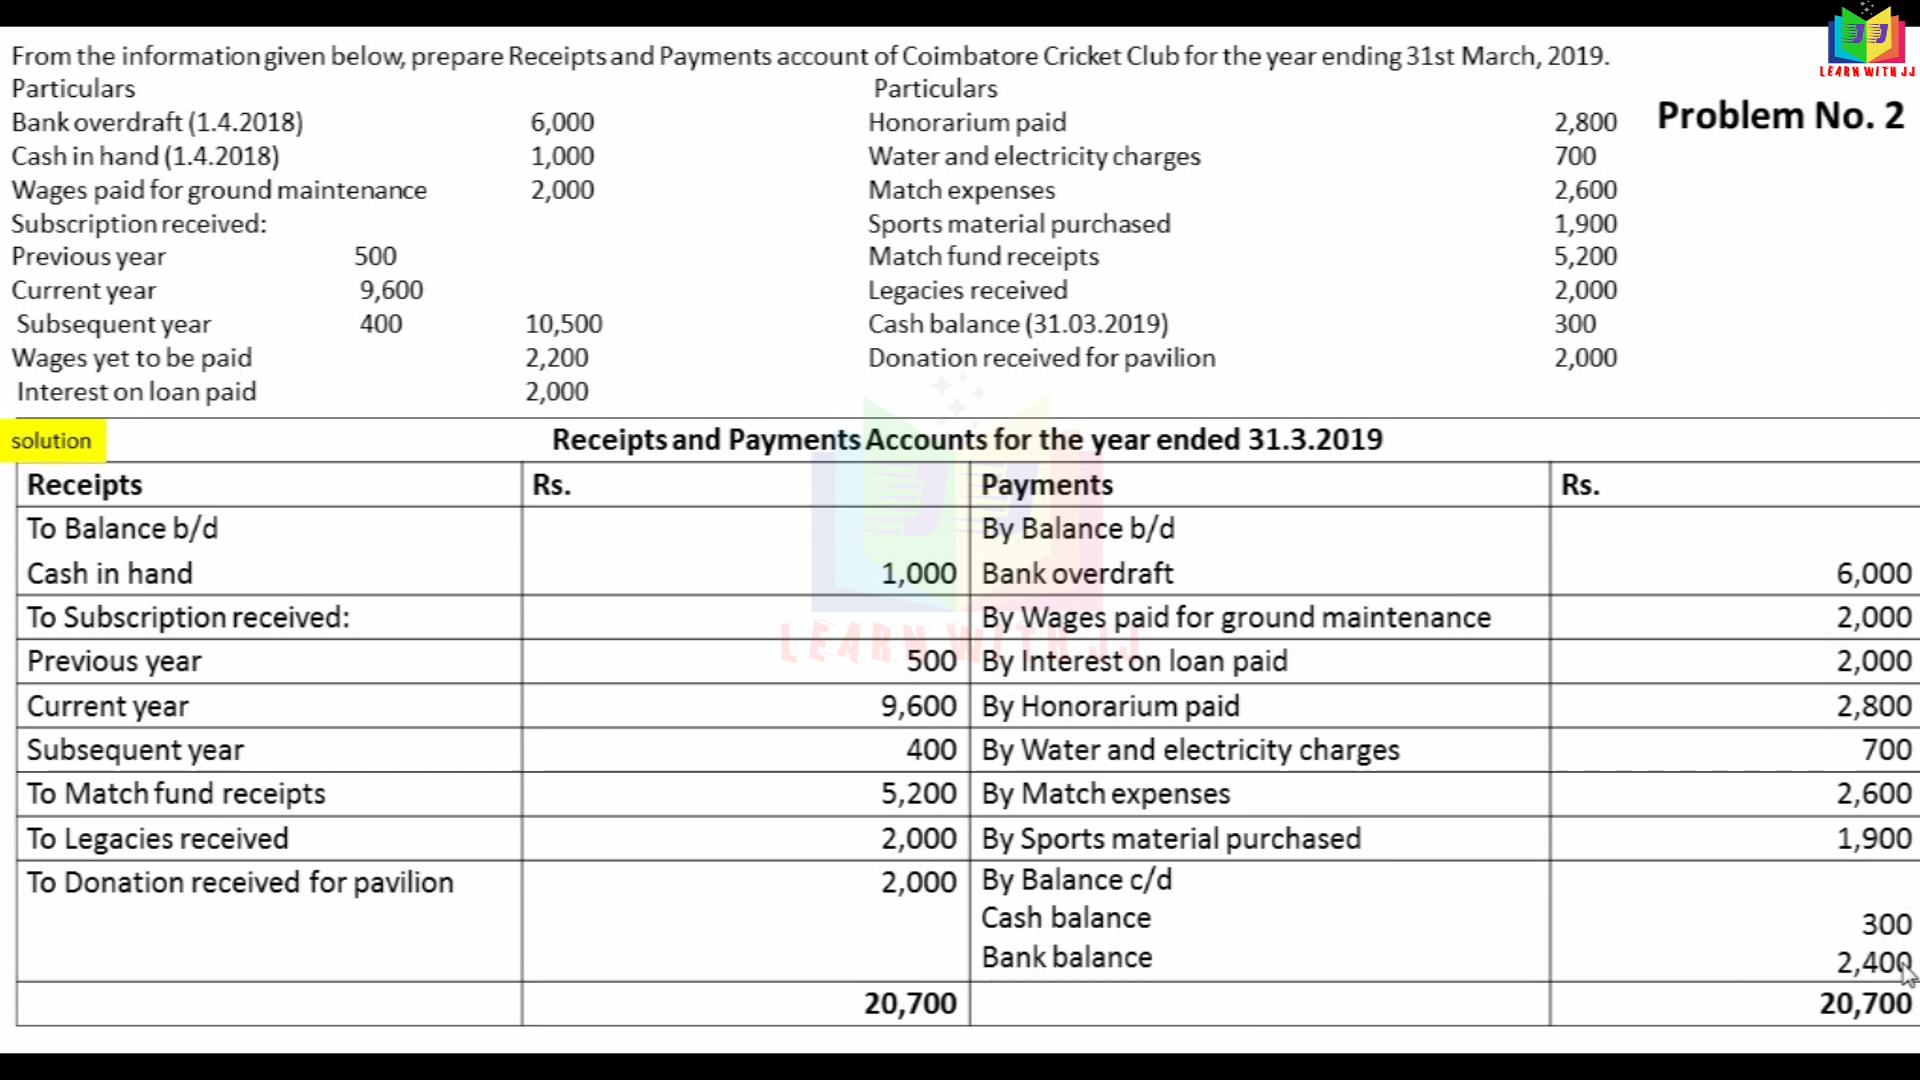 LEARN WITH JJ
From the information given below, prepare Receipts and Payments account of Coimbatore Cricket Club for the year ending 31st March, 2019.
Problem No. 2
Particulars Particulars
Bank overdraft (1.4.2018) 6,000 Honorarium paid 2,800
Cash in hand (1.4.2018) 1,000 Water and electricity charges 700
Wages paid for ground maintenance 2,000 Match expenses 2,600
Subscription received: Sports material purchased 1,900
Previous year 500 Match fund receipts 5,200
Current year 9,600 Legacies received 2,000
Subsequent year 400 10,500 Cash balance (31.03.2019) 300
Wages yet to be paid 2,200 Donation received for pavilion 2,000
Interest on loan paid 2,000
solution Receipts and Payments Accounts for the year ended 31.3.2019
Receipts Rs. Payments Rs.
To Balance b/d By Balance b/d
Cash in hand 1,000 Bank overdraft 6,000
To Subscription received: By Wages paid for ground maintenance 2,000
LEARN WITH JJ
Previous year 500 By Interest on loan paid 2,000
Current year 9,600 By Honorarium paid 2,800
Subsequent year 400 By Water and electricity charges 700
To Match fund receipts 5,200 By Match expenses 2,600
To Legacies received 2,000 By Sports material purchased 1,900
To Donation received for pavilion 2,000 By Balance c/d
Cash balance 300
Bank balance 2,400
20,700 20,700